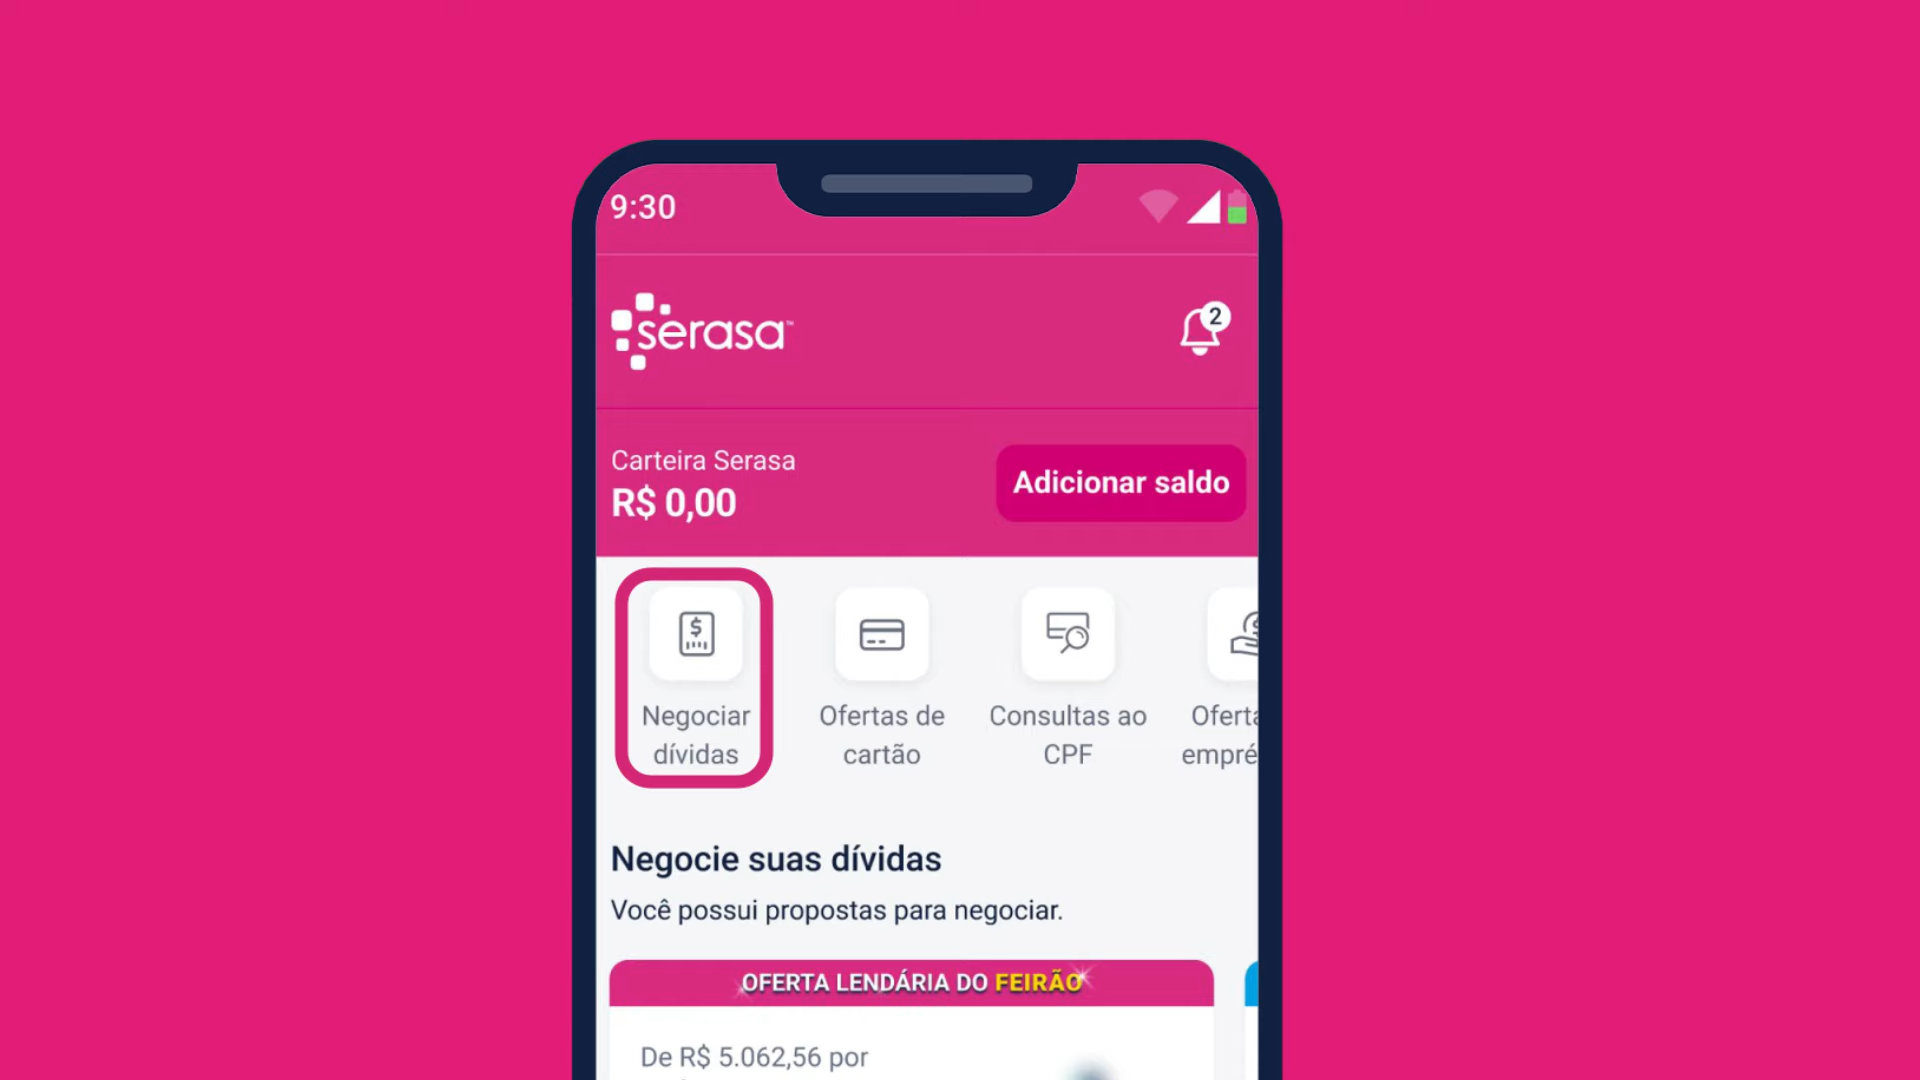 9:30
serasa
2
Carteira Serasa
R$ 0,00
Adicionar saldo
Negociar
dívidas
Ofertas de
cartão
Consultas ao
CPF
Negocie suas dívidas
Você possui propostas para negociar.
OFERTA LENDÁRIA DO FEIRÃO
De R$ 5.062,56 por